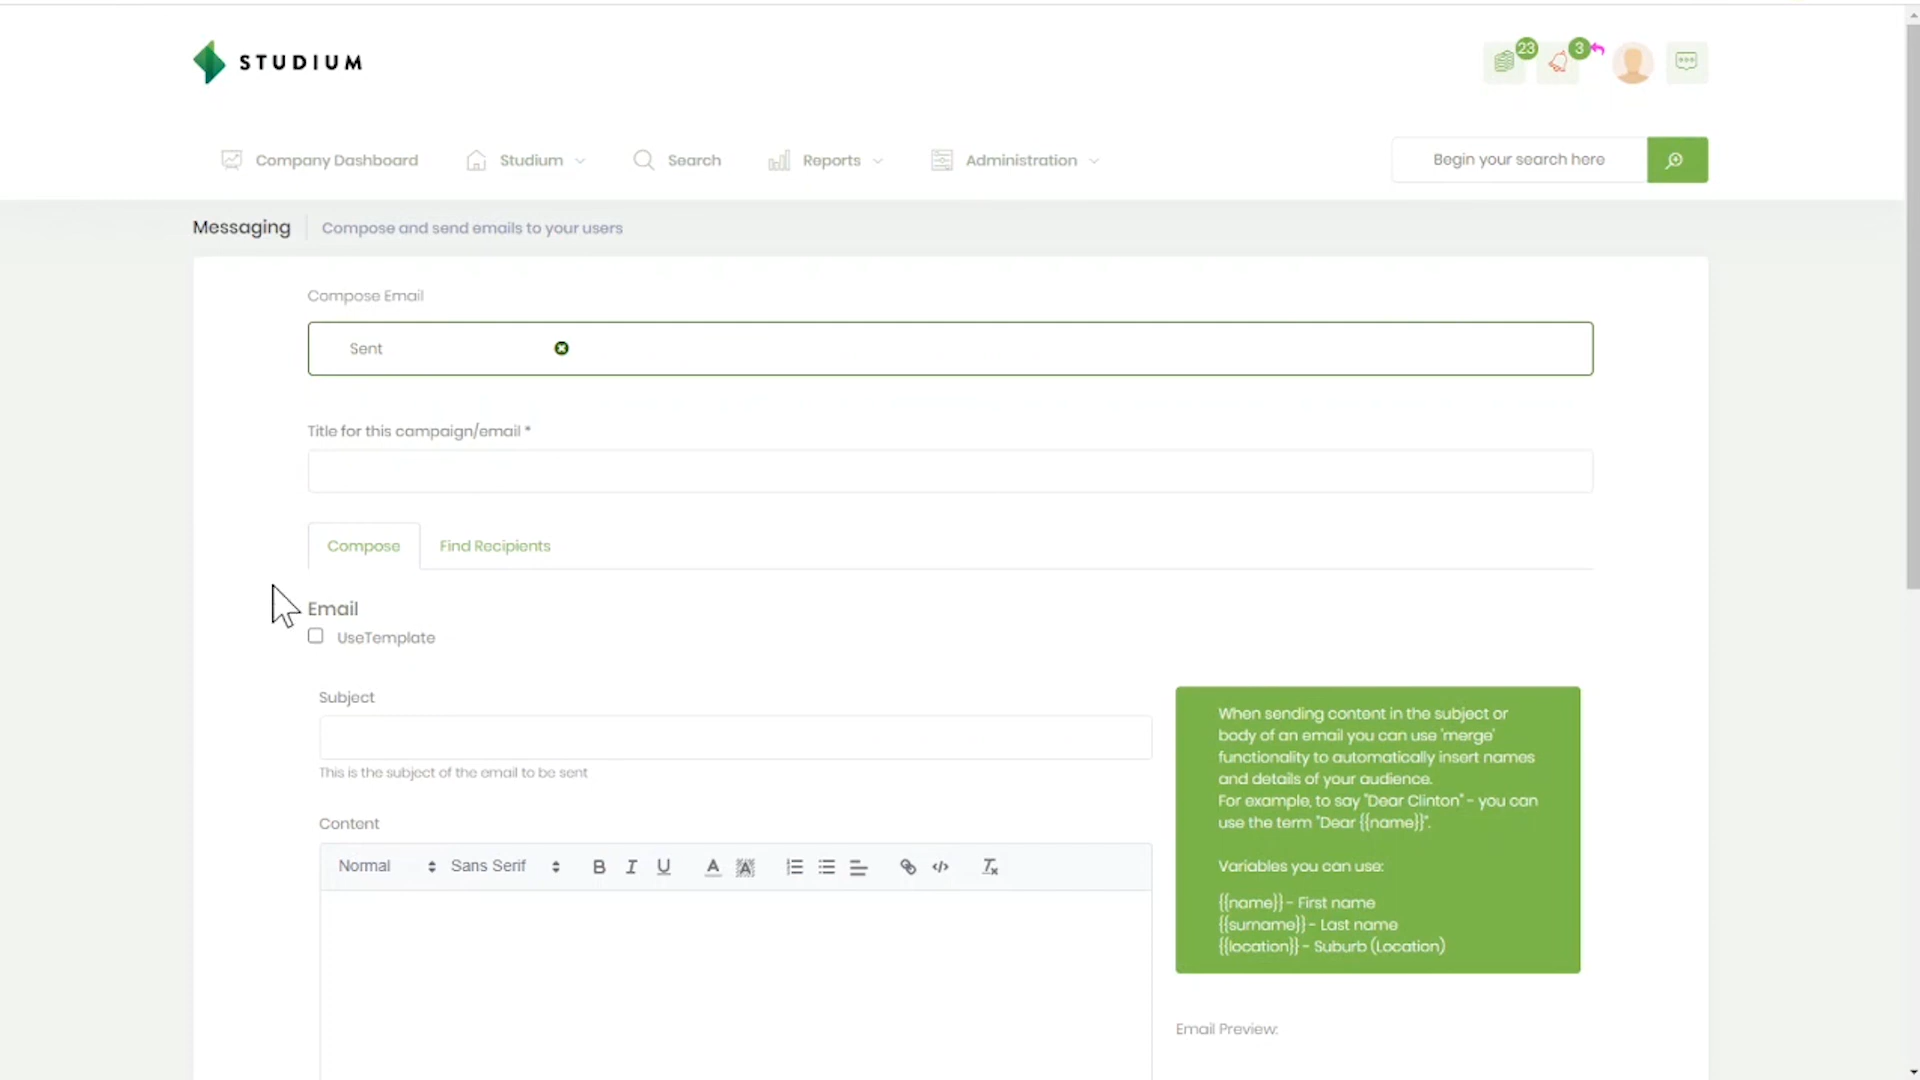 STUDIUM
23
3
Company Dashboard
Studium
Search
Reports
Administration
Begin your search here
Messaging
Compose and send emails to your users
Compose Email
Sent
Title for this campaign/email *
Compose
Find Recipients
Email
UseTemplate
Subject
This is the subject of the email to be sent
Content
Normal
Sans Serif
B I U A A
When sending content in the subject or
body of an email you can use 'merge'
functionality to automatically insert names
and details of your audience.
For example, to say "Dear Clinton" - you can
use the term "Dear {{name}}".
Variables you can use:
{{name}} - First name
{{surname}} - Last name
{{location}} - Suburb (Location)
Email Preview: